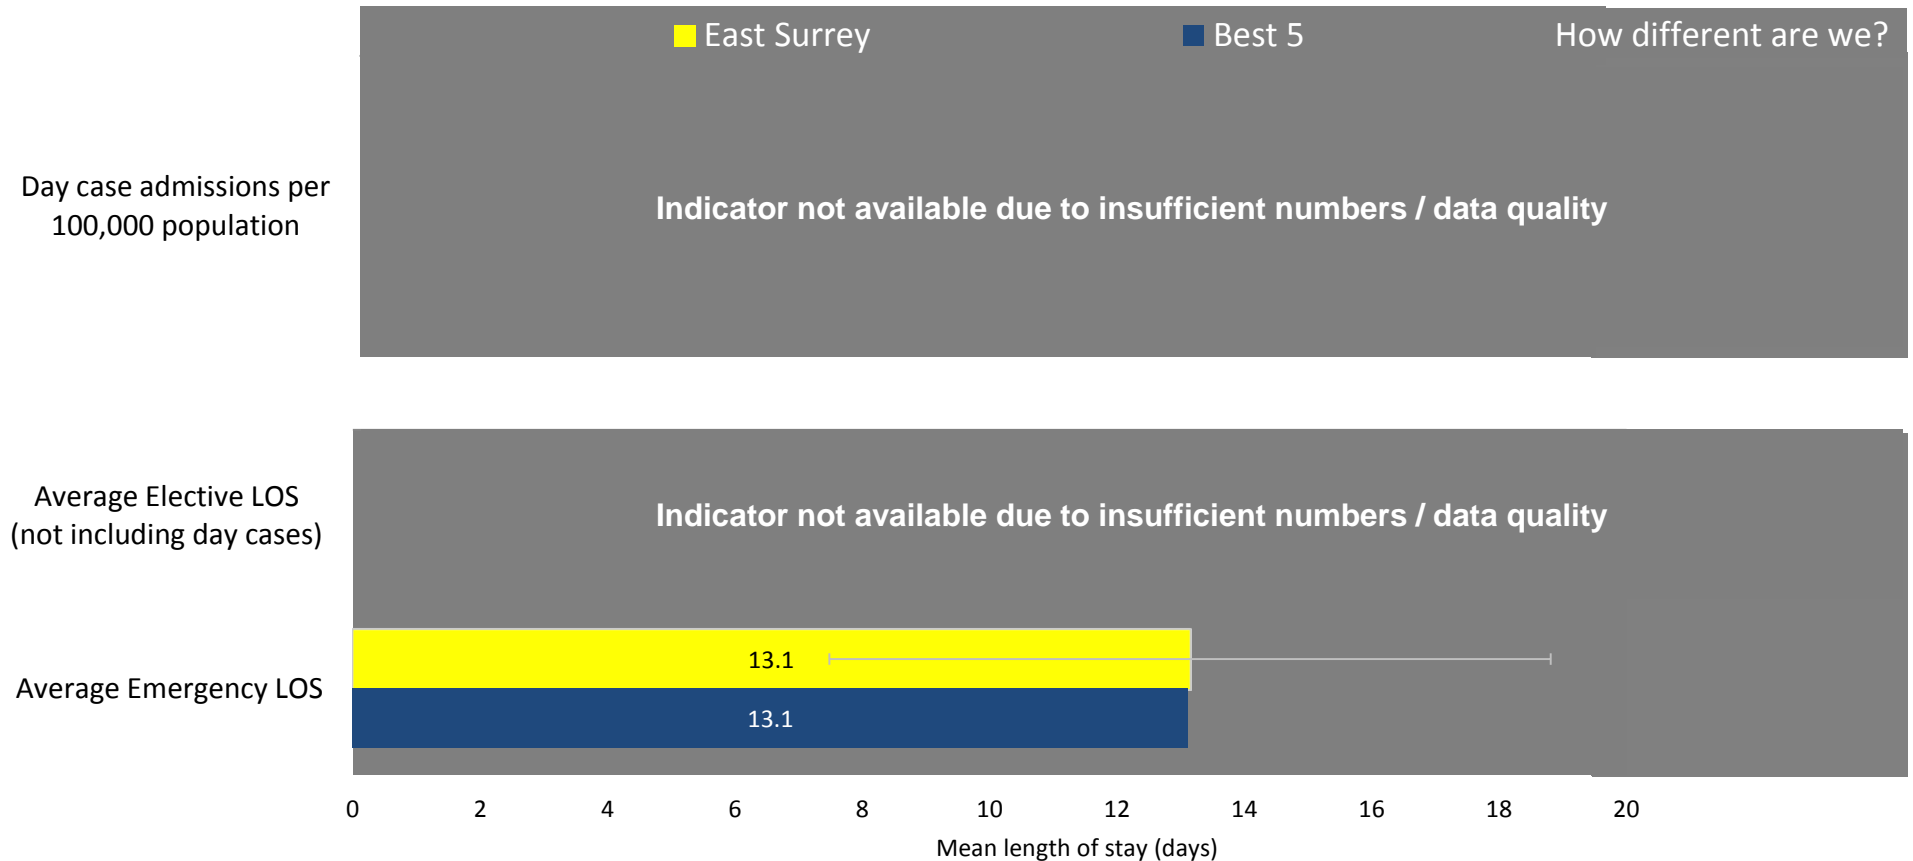 East Surrey Best 5 How different are we?
Day case admissions per
100,000 population
Indicator not available due to insufficient numbers / data quality
Average Elective LOS
(not including day cases)
Indicator not available due to insufficient numbers / data quality
Average Emergency LOS
13.1
13.1
0 2 4 6 8 10 12 14 16 18 20
Mean length of stay (days)